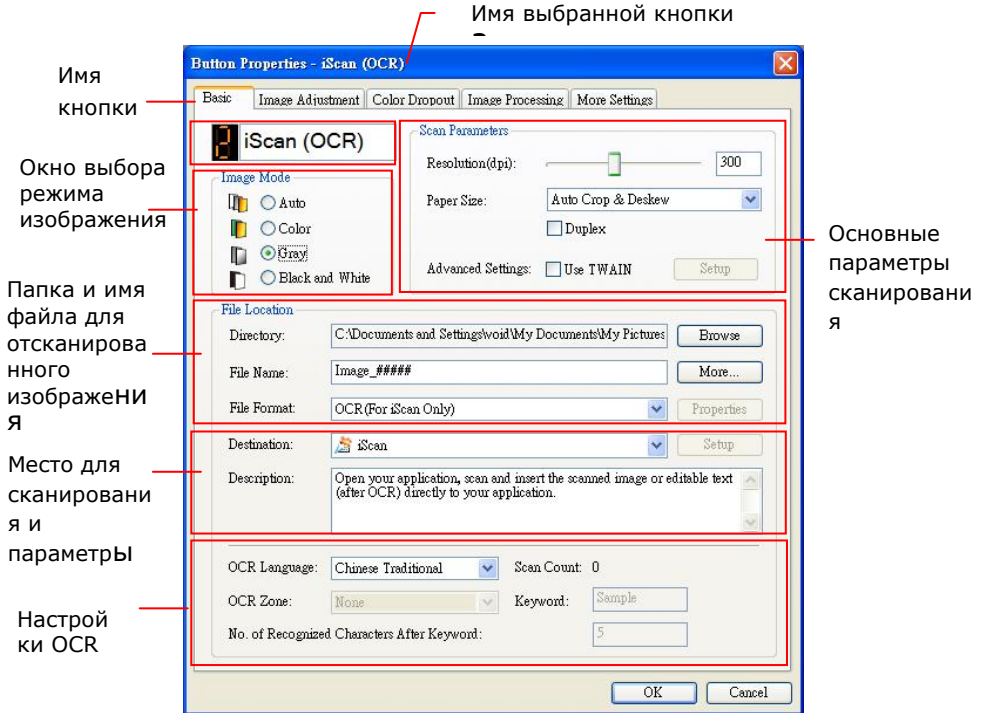 Имя выбранной кнопки
Имя
кнопки
Окно выбора
режима
изображения
Папка и имя
файла для
отсканирова
нного
изображени
я
Место для
сканировани
я и
параметры
Настрой
ки OCR
Button Properties - iScan (OCR)
Basic
Image Adjustment
Color Dropout
Image Processing
More Settings
2 iScan (OCR)
Image Mode
Auto
Color
Gray
Black and White
Scan Parameters
Resolution(dpi): 300
Paper Size: Auto Crop & Deskew
Duplex
Advanced Settings: Use TWAIN Setup
Основные
параметры
сканировани
я
File Location
Directory: C:\Documents and Settings\void\My Documents\My Pictures Browse
File Name: Image_##### More...
File Format: OCR(For iScan Only) Properties
Destination: iScan Setup
Description: Open your application, scan and insert the scanned image or editable text
(after OCR) directly to your application.
OCR Language: Chinese Traditional Scan Count: 0
OCR Zone: None Keyword: Sample
No. of Recognized Characters After Keyword: 5
OK Cancel